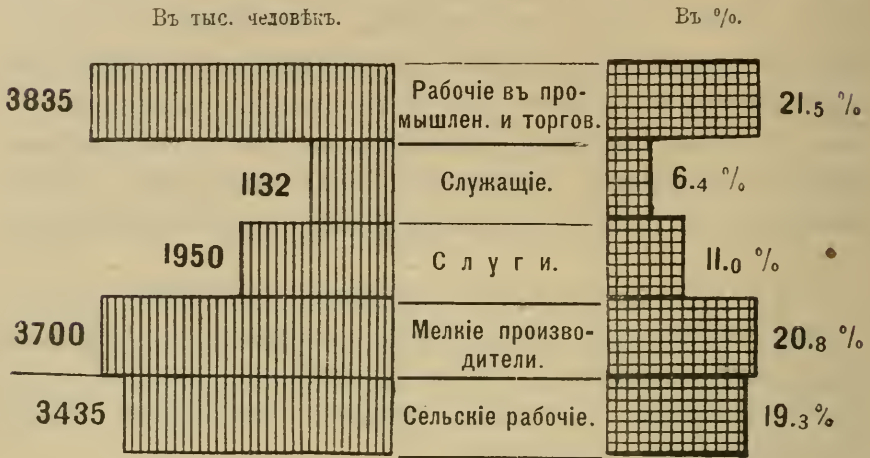 Въ тыс. человѣкъ.
Въ %.
3835
Рабочіе въ про-
мышлен. и торгов.
21.5 %
1132
Служащіе.
6.4 %
1950
Слуги.
11.0 %
3700
Мелкіе произво-
дители.
20.8 %
3435
Сельскіе рабочіе.
19.3 %